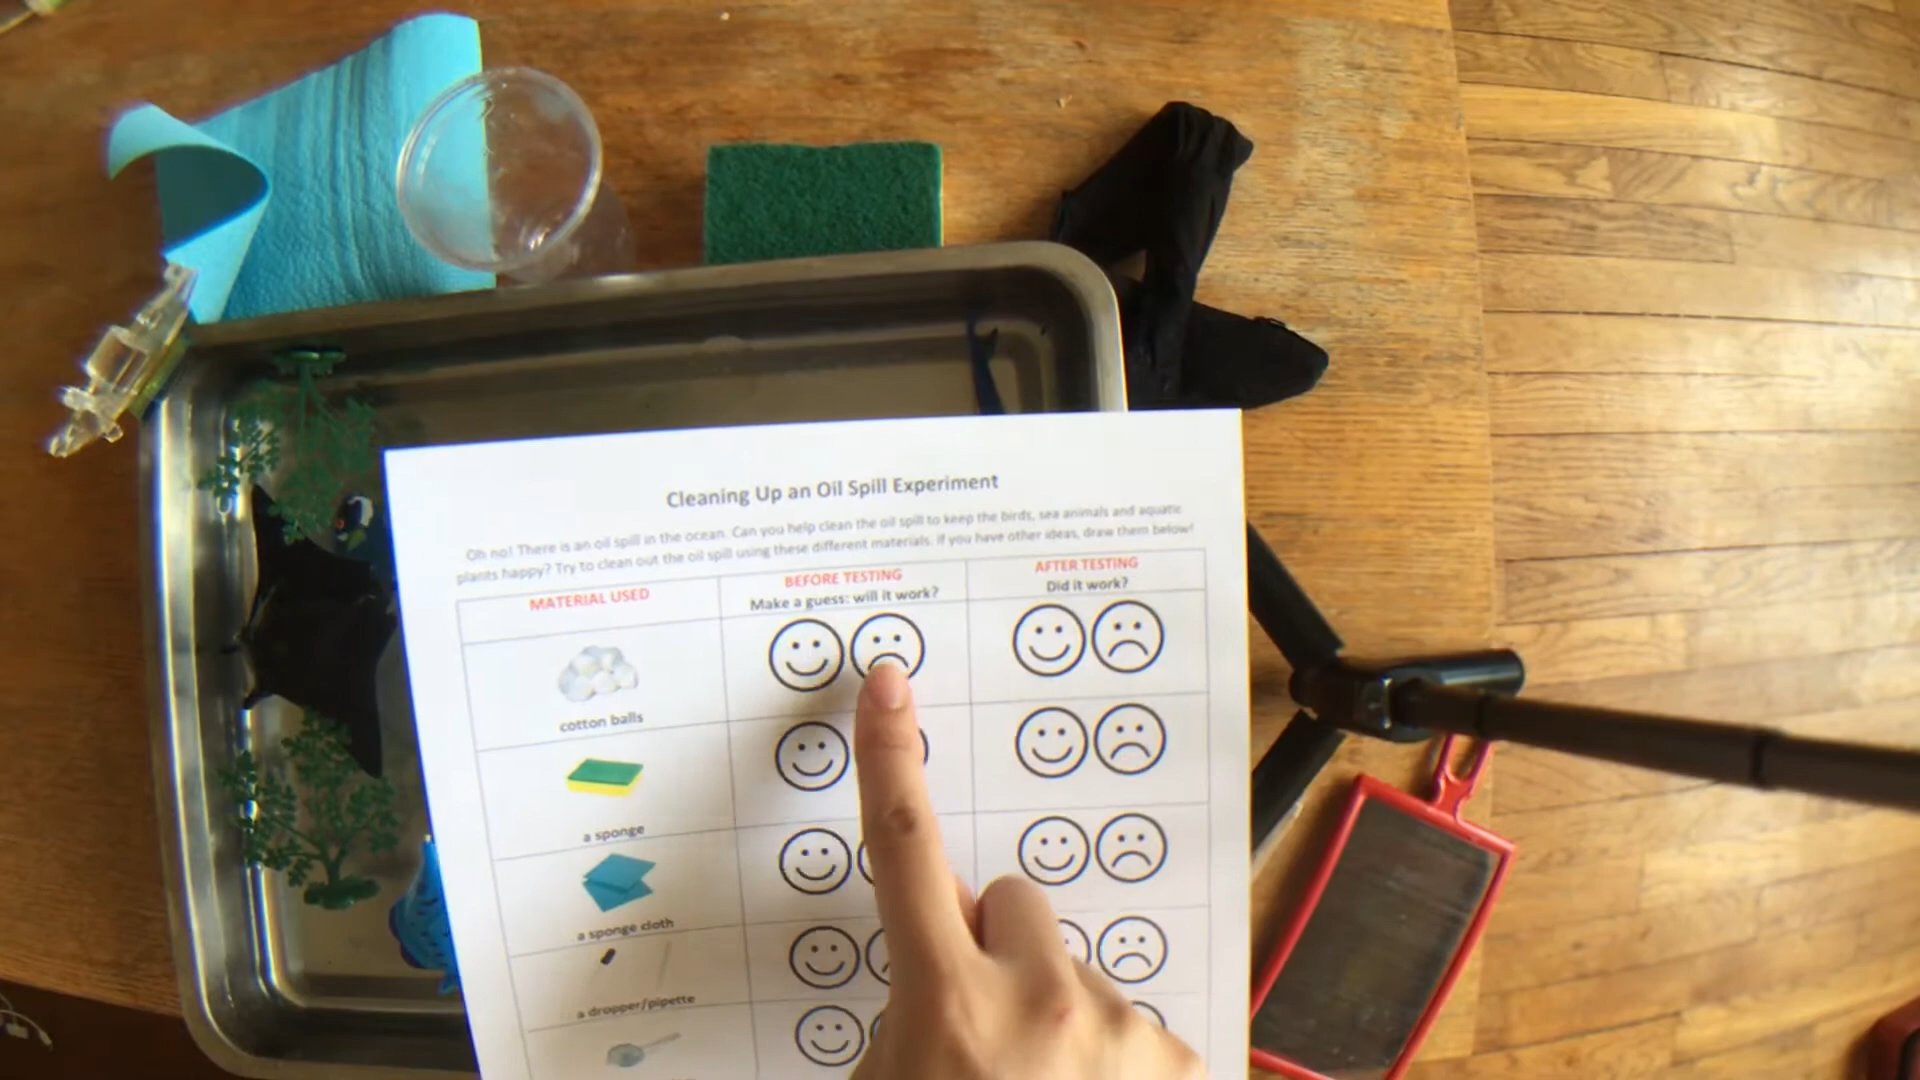 Cleaning Up an Oil Spill Experiment
Oh no! There is an oil spill in the ocean. Can you help clean the oil spill to keep the birds, sea animals and aquatic
plants happy? Try to clean out the oil spill using these different materials. If you have other ideas, draw them below!
MATERIAL USED
BEFORE TESTING
Make a guess: will it work?
AFTER TESTING
Did it work?
cotton balls
a sponge
a sponge cloth
a dropper/pipette